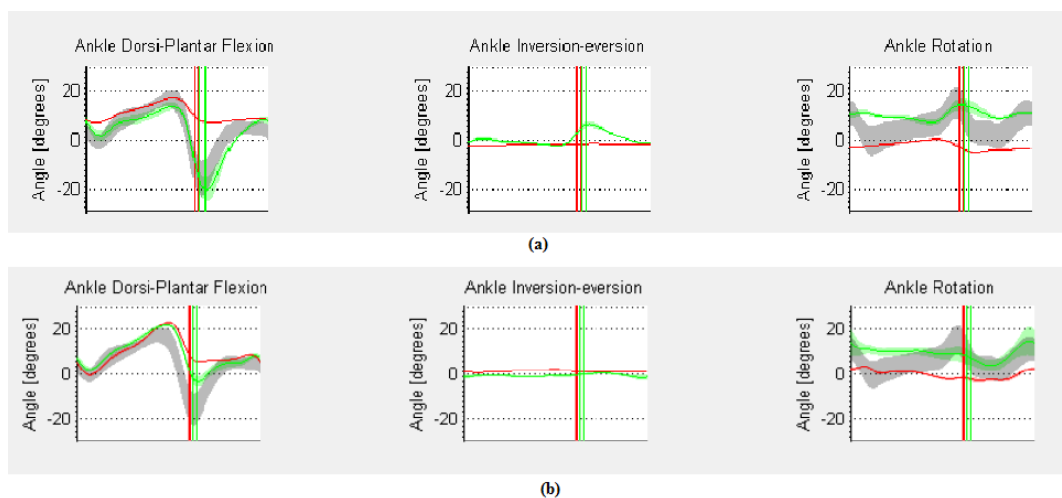 Ankle Dorsi-Plantar Flexion Ankle Inversion-eversion Ankle Rotation
Angle [degrees] 20 0 -20 Angle [degrees] 20 0 -20 Angle [degrees] 20 0 -20
(a)
Ankle Dorsi-Plantar Flexion Ankle Inversion-eversion Ankle Rotation
Angle [degrees] 20 0 -20 Angle [degrees] 20 0 -20 Angle [degrees] 20 0 -20
(b)